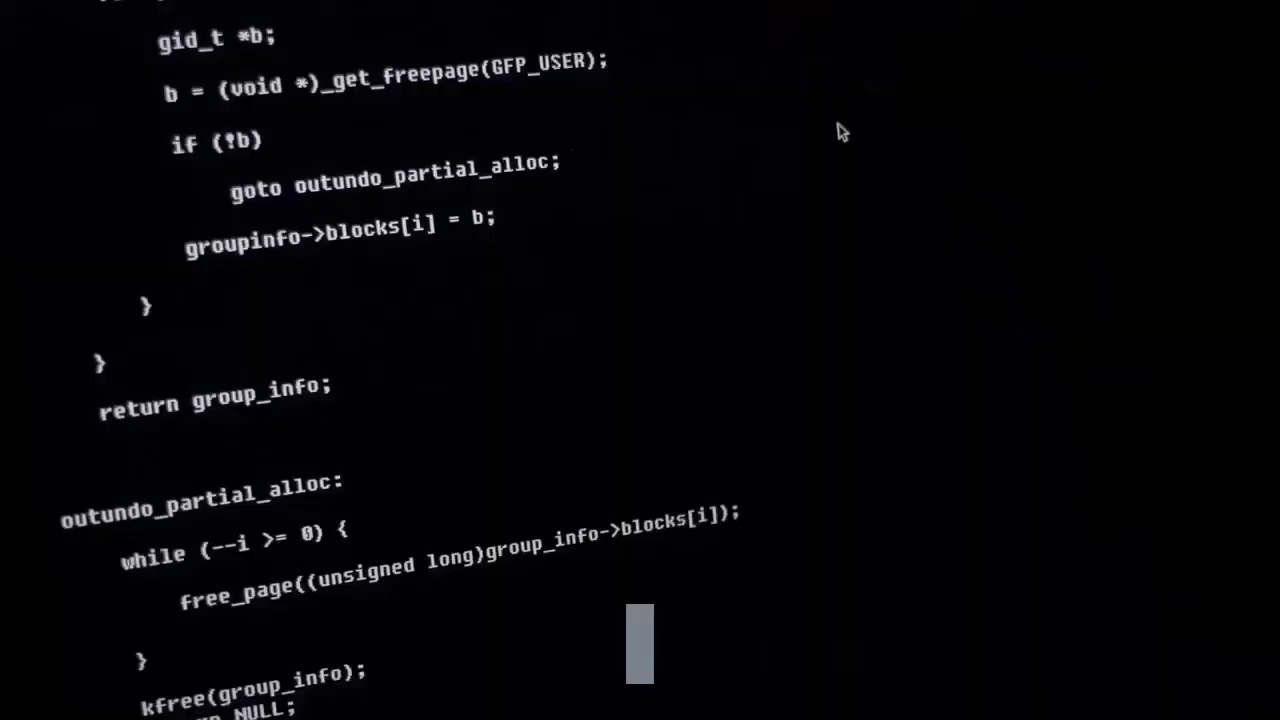 gid_t *b;
b = (void *)_get_freepage(GFP_USER);
if (!b)
goto outundo_partial_alloc;
groupinfo->blocks[i] = b;
}
}
return group_info;
outundo_partial_alloc:
while (--i >= 0) {
free_page((unsigned long)group_info->blocks[i]);
}
kfree(group_info);
NULL;